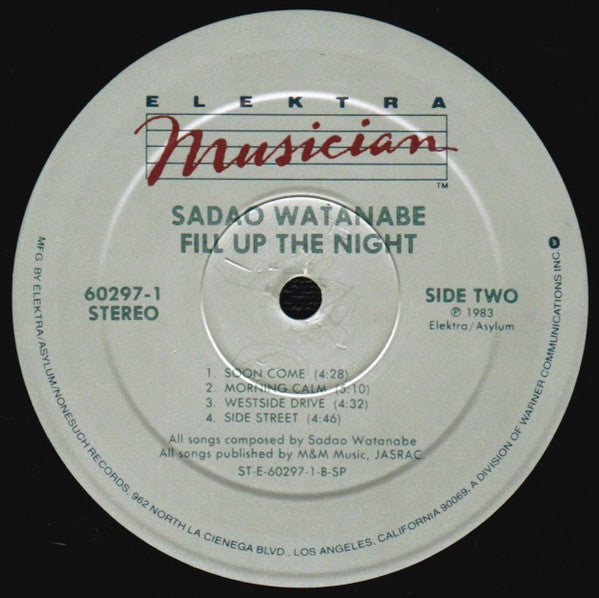 ELEKTRA
Musician
TM
SADAO WATANABE
FILL UP THE NIGHT
60297-1
STEREO
SIDE TWO
Ⓟ 1983
Elektra/Asylum
1. SOON COME (4:28)
2. MORNING CALM (5:10)
3. WESTSIDE DRIVE (4:32)
4. SIDE STREET (4:46)
All songs composed by Sadao Watanabe
All songs published by M&M Music, JASRAC.
ST-E-60297-1-B-SP
MFG. BY ELEKTRA/ASYLUM/NONESUCH RECORDS, 962 NORTH LA CIENEGA BLVD., LOS ANGELES, CALIFORNIA 90069, A DIVISION OF WARNER COMMUNICATIONS INC.